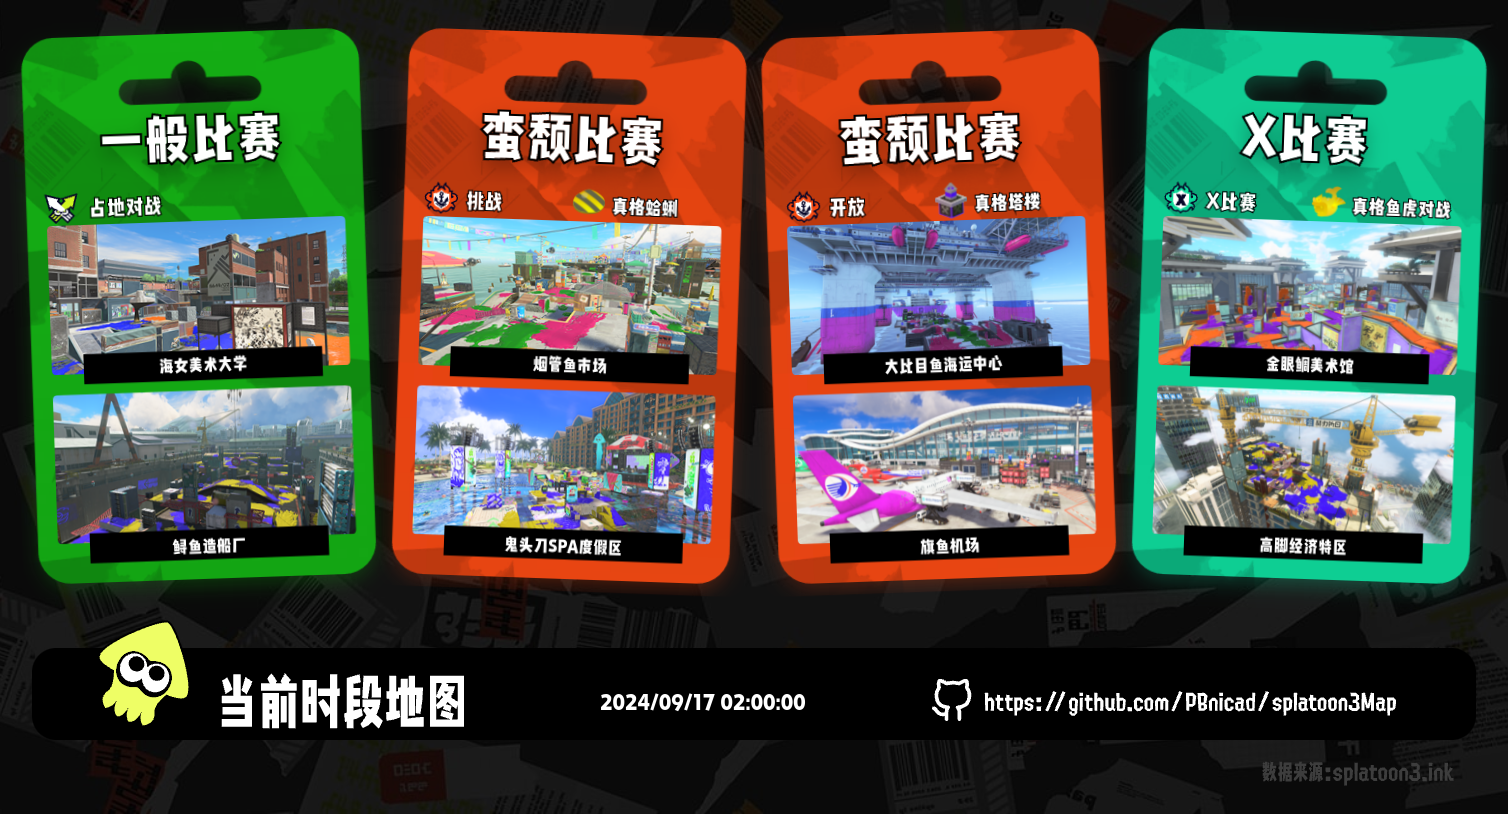 一般比赛
占地对战
海女美术大学
鲟鱼造船厂
蛮颓比赛
挑战
真格蛤蜊
烟管鱼市场
鬼头刀SPA度假区
蛮颓比赛
开放
真格塔楼
大比目鱼海运中心
旗鱼机场
X比赛
X比赛
真格鱼虎对战
金眼鲷美术馆
高脚经济特区
当前时段地图
2024/09/17 02:00:00
https://github.com/PBnicad/splatoon3Map
数据来源:splatoon3.ink